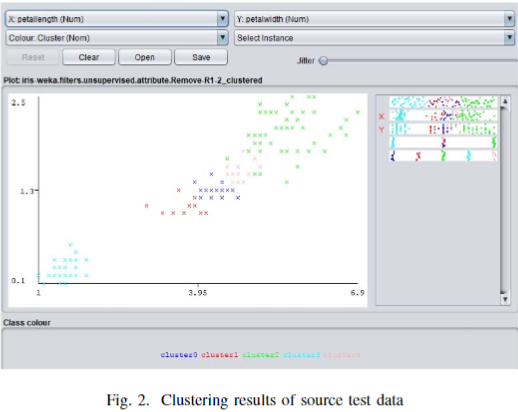 X: petallength (Num)
Y: petalwidth (Num)
Colour: Cluster (Nom)
Select Instance
Reset
Clear
Open
Save
Jitter
Plot: iris-weka.filters.unsupervised.attribute.Remove-R1-2_clustered
2.5
X
Y
1.3
0.1
1
3.95
6.9
Class colour
cluster0 cluster1 cluster2 cluster3 cluster4
Fig. 2. Clustering results of source test data